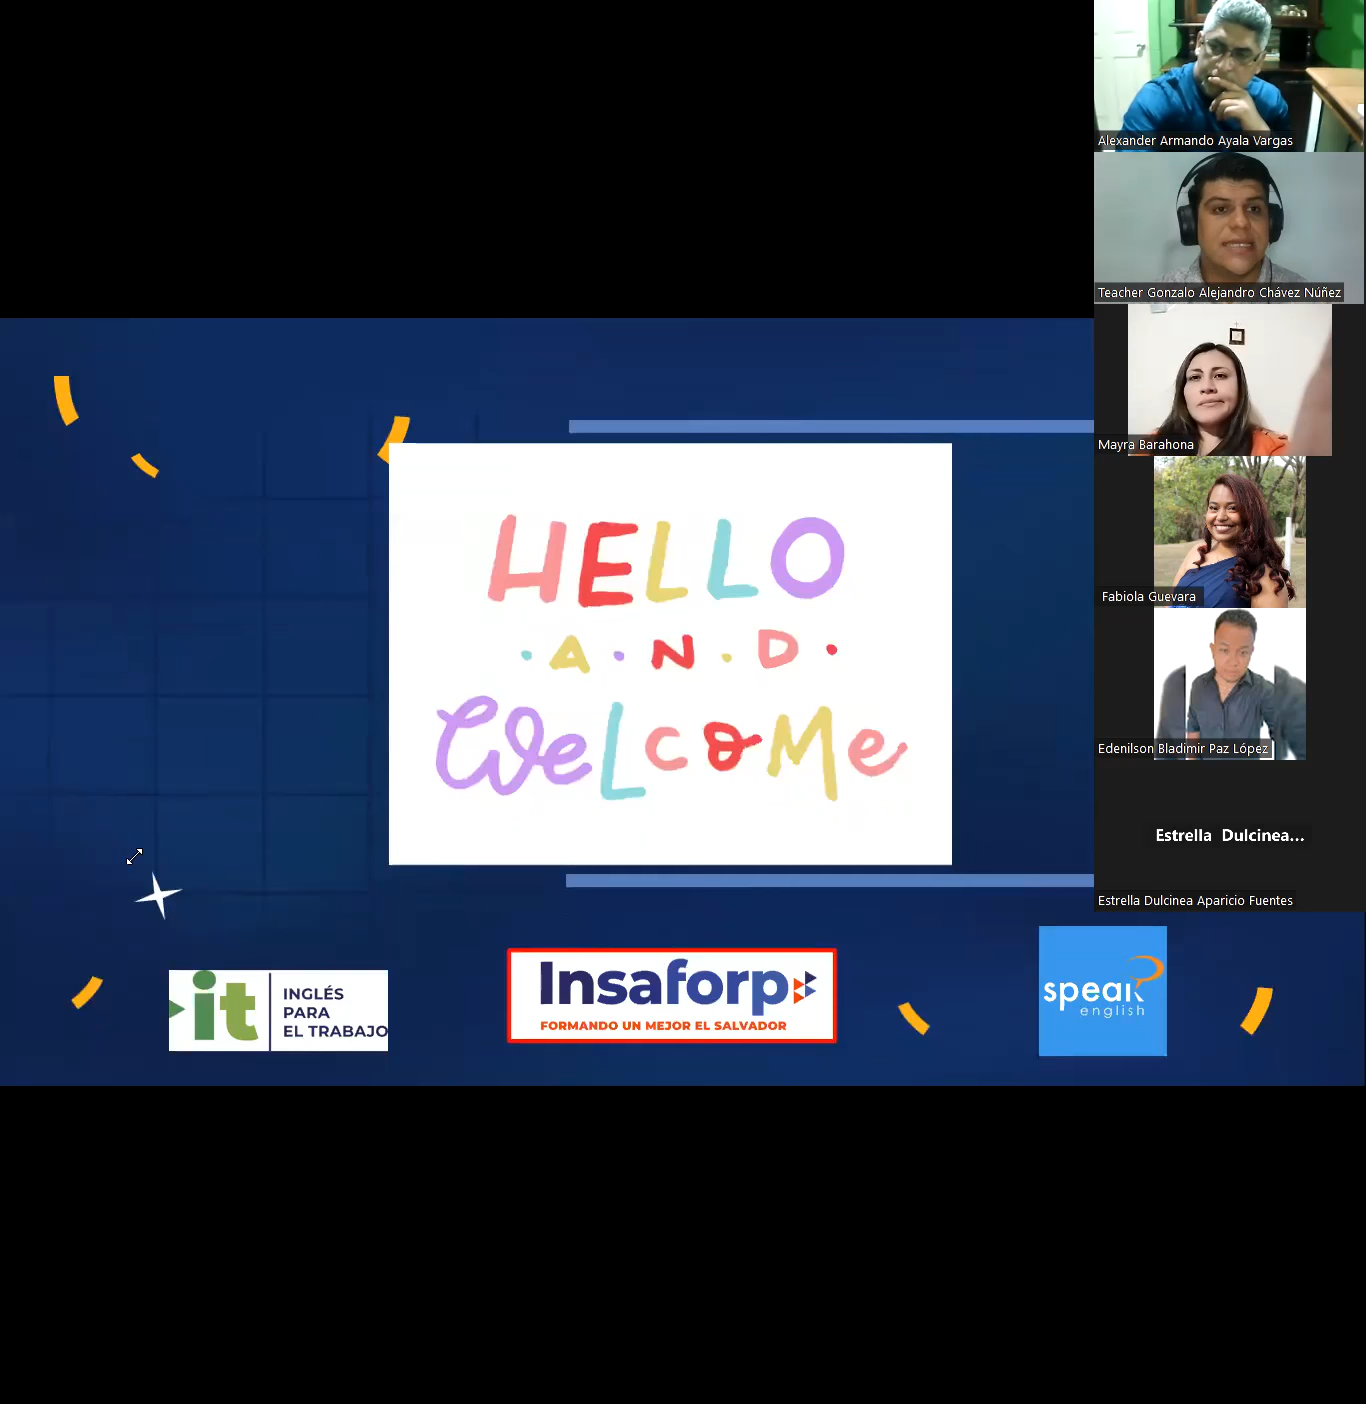 Alexander Armando Ayala Vargas
Teacher Gonzalo Alejandro Chávez Núñez
Mayra Barahona
Fabiola Guevara
Edenilson Bladimir Paz López
Estrella Dulcinea...
Estrella Dulcinea Aparicio Fuentes
HELLO
·A·N·D·
WeLcoMe
it
INGLÉS
PARA
EL TRABAJO
Insaforp
FORMANDO UN MEJOR EL SALVADOR
speak
english